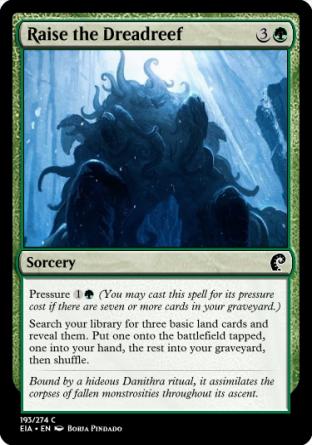 Raise the Dreadreef 3
Sorcery
Pressure 1 (You may cast this spell for its pressure
cost if there are seven or more cards in your graveyard.)
Search your library for three basic land cards and
reveal them. Put one onto the battlefield tapped,
one into your hand, the rest into your graveyard,
then shuffle.
Bound by a hideous Danithra ritual, it assimilates the
corpses of fallen monstrosities throughout its ascent.
193/274 C
EIA • EN Borja Pindado